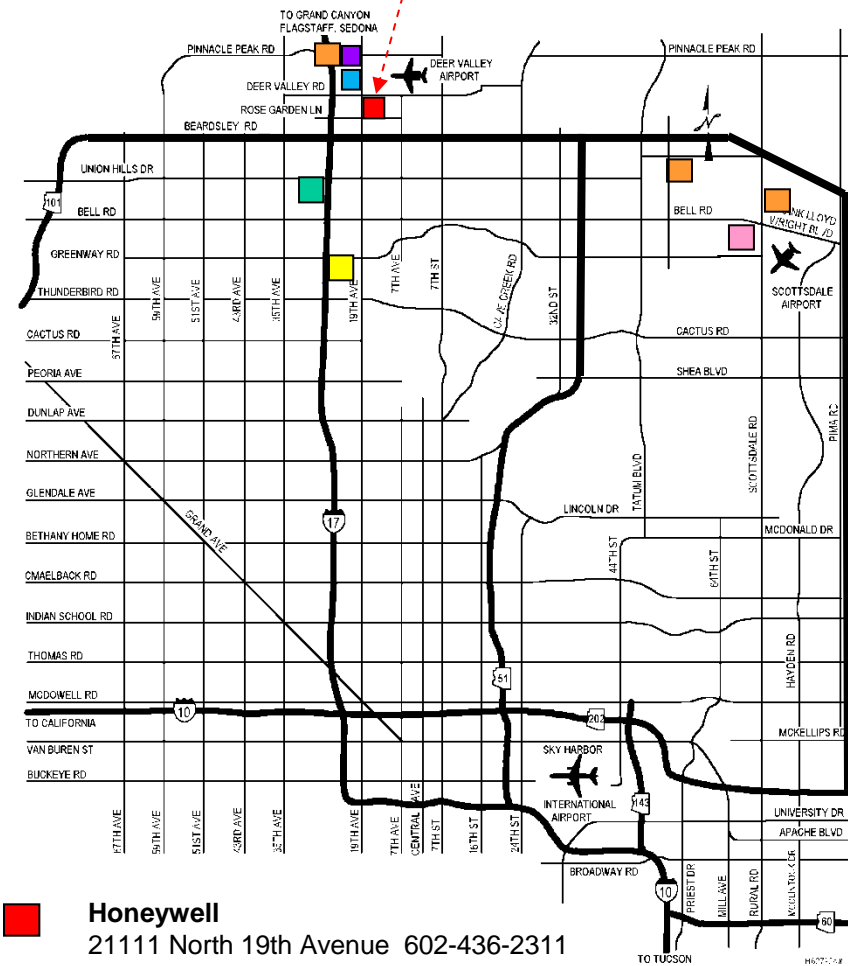 TO GRAND CANYON
FLAGSTAFF, SEDONA
PINNACLE PEAK RD
PINNACLE PEAK RD
DEER VALLEY
AIRPORT
DEER VALLEY RD
ROSE GARDEN LN
BEARDSLEY RD
N
UNION HILLS DR
101
BELL RD
BELL RD
LLOYD
WRIGHT BLVD
GREENWAY RD
THUNDERBIRD RD
SCOTTSDALE
AIRPORT
67TH AVE
59TH AVE
51ST AVE
43RD AVE
35TH AVE
19TH AVE
7TH AVE
7TH ST
CAVE CREEK RD
32ND ST
CACTUS RD
CACTUS RD
PEORIA AVE
SHEA BLVD
DUNLAP AVE
NORTHERN AVE
TATUM BLVD
SCOTTSDALE RD
PIMA RD
GLENDALE AVE
GRAND AVE
17
LINCOLN DR
BETHANY HOME RD
MCDONALD DR
44TH ST
64TH ST
CMAELBACK RD
INDIAN SCHOOL RD
THOMAS RD
HAYDEN RD
51
MCDOWELL RD
10
202
TO CALIFORNIA
MCKELLIPS RD
VAN BUREN ST
SKY HARBOR
BUCKEYE RD
INTERNATIONAL
AIRPORT
143
UNIVERSITY DR
APACHE BLVD
67TH AVE
59TH AVE
51ST AVE
43RD AVE
35TH AVE
19TH AVE
7TH AVE
CENTRAL AVE
7TH ST
16TH ST
24TH ST
BROADWAY RD
10
PRIEST DR
MILL AVE
RURAL RD
MCCLINTOCK DR
60
TO TUCSON
Honeywell
21111 North 19th Avenue 602-436-2311